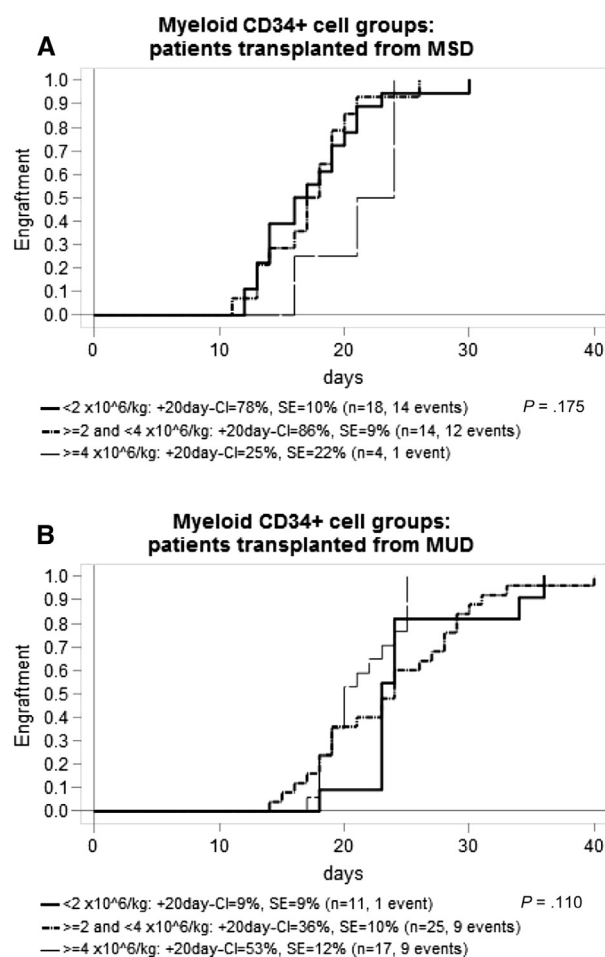 A
Myeloid CD34+ cell groups:
patients transplanted from MSD
1.0
0.9
0.8
0.7
0.6
0.5
0.4
0.3
0.2
0.1
0.0
Engraftment
0 10 20 30 40
days
<2 x10^6/kg: +20day-CI=78%, SE=10% (n=18, 14 events) P = .175
>=2 and <4 x10^6/kg: +20day-CI=86%, SE=9% (n=14, 12 events)
>=4 x10^6/kg: +20day-CI=25%, SE=22% (n=4, 1 event)
B
Myeloid CD34+ cell groups:
patients transplanted from MUD
1.0
0.9
0.8
0.7
0.6
0.5
0.4
0.3
0.2
0.1
0.0
Engraftment
0 10 20 30 40
days
<2 x10^6/kg: +20day-CI=9%, SE=9% (n=11, 1 event) P = .110
>=2 and <4 x10^6/kg: +20day-CI=36%, SE=10% (n=25, 9 events)
>=4 x10^6/kg: +20day-CI=53%, SE=12% (n=17, 9 events)